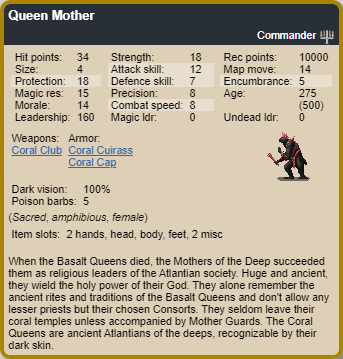 Queen Mother
Commander
Hit points: 34 Strength: 18 Rec points: 10000
Size: 4 Attack skill: 12 Map move: 14
Protection: 18 Defence skill: 7 Encumbrance: 5
Magic res: 15 Precision: 8 Age: 275
Morale: 14 Combat speed: 8 (500)
Leadership: 160 Magic ldr: 0 Undead ldr: 0
Weapons: Armor:
Coral Club Coral Cuirass
Coral Cap
Dark vision: 100%
Poison barbs: 5
(Sacred, amphibious, female)
Item slots: 2 hands, head, body, feet, 2 misc
When the Basalt Queens died, the Mothers of the Deep succeeded
them as religious leaders of the Atlantian society. Huge and ancient,
they wield the holy power of their God. They alone remember the
ancient rites and traditions of the Basalt Queens and don't allow any
lesser priests but their chosen Consorts. They seldom leave their
coral temples unless accompanied by Mother Guards. The Coral
Queens are ancient Atlantians of the deeps, recognizable by their
dark skin.